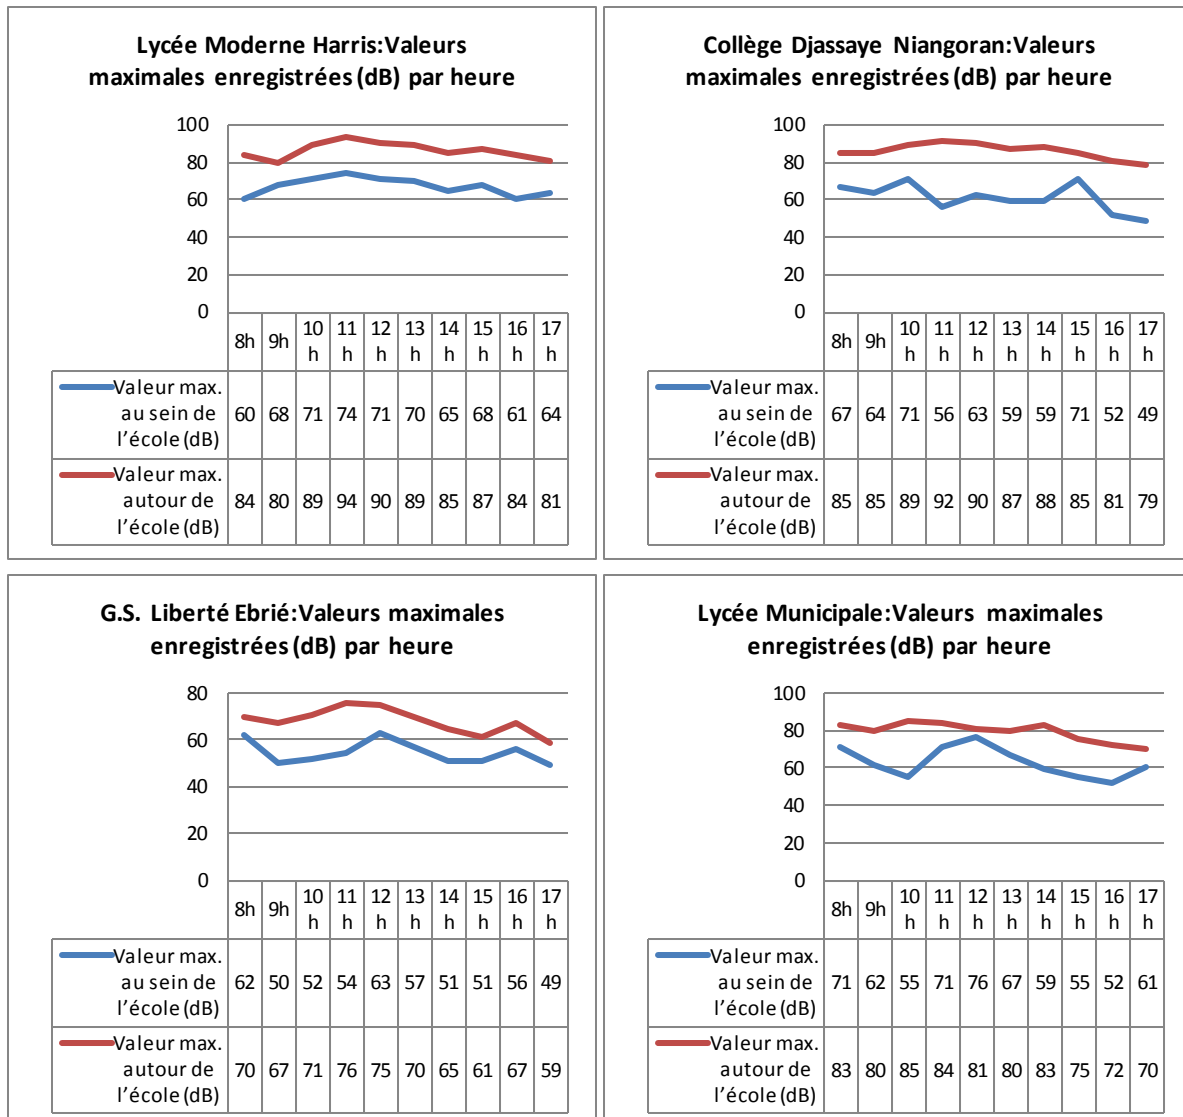 Lycée Moderne Harris:Valeurs
maximales enregistrées (dB) par heure
100
80
60
40
20
0
8h 9h 10 h 11 h 12 h 13 h 14 h 15 h 16 h 17 h
Valeur max.
au sein de
l’école (dB)
60 68 71 74 71 70 65 68 61 64
Valeur max.
autour de
l’école (dB)
84 80 89 94 90 89 85 87 84 81
Collège Djassaye Niangoran:Valeurs
maximales enregistrées (dB) par heure
100
80
60
40
20
0
8h 9h 10 h 11 h 12 h 13 h 14 h 15 h 16 h 17 h
Valeur max.
au sein de
l’école (dB)
67 64 71 56 63 59 59 71 52 49
Valeur max.
autour de
l’école (dB)
85 85 89 92 90 87 88 85 81 79
G.S. Liberté Ebrié:Valeurs maximales
enregistrées (dB) par heure
80
60
40
20
0
8h 9h 10 h 11 h 12 h 13 h 14 h 15 h 16 h 17 h
Valeur max.
au sein de
l’école (dB)
62 50 52 54 63 57 51 51 56 49
Valeur max.
autour de
l’école (dB)
70 67 71 76 75 70 65 61 67 59
Lycée Municipale:Valeurs maximales
enregistrées (dB) par heure
100
80
60
40
20
0
8h 9h 10 h 11 h 12 h 13 h 14 h 15 h 16 h 17 h
Valeur max.
au sein de
l’école (dB)
71 62 55 71 76 67 59 55 52 61
Valeur max.
autour de
l’école (dB)
83 80 85 84 81 80 83 75 72 70